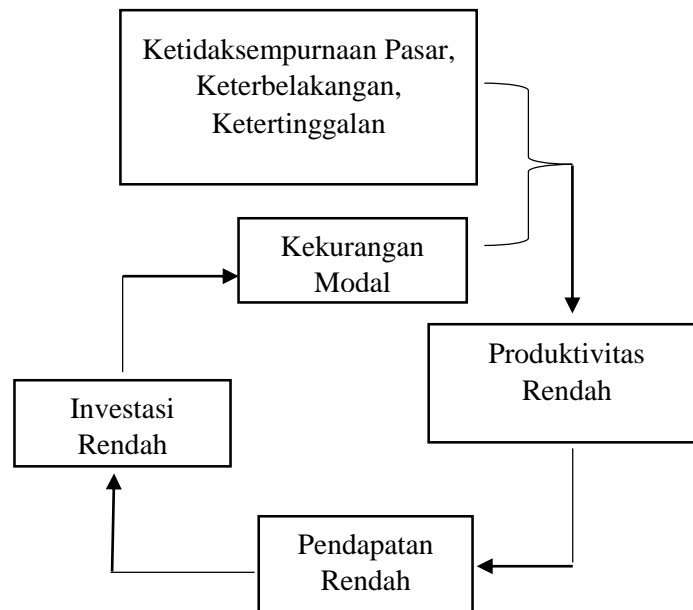 Ketidaksempurnaan Pasar,
Keterbelakangan,
Ketertinggalan
Kekurangan
Modal
Produktivitas
Rendah
Investasi
Rendah
Pendapatan
Rendah